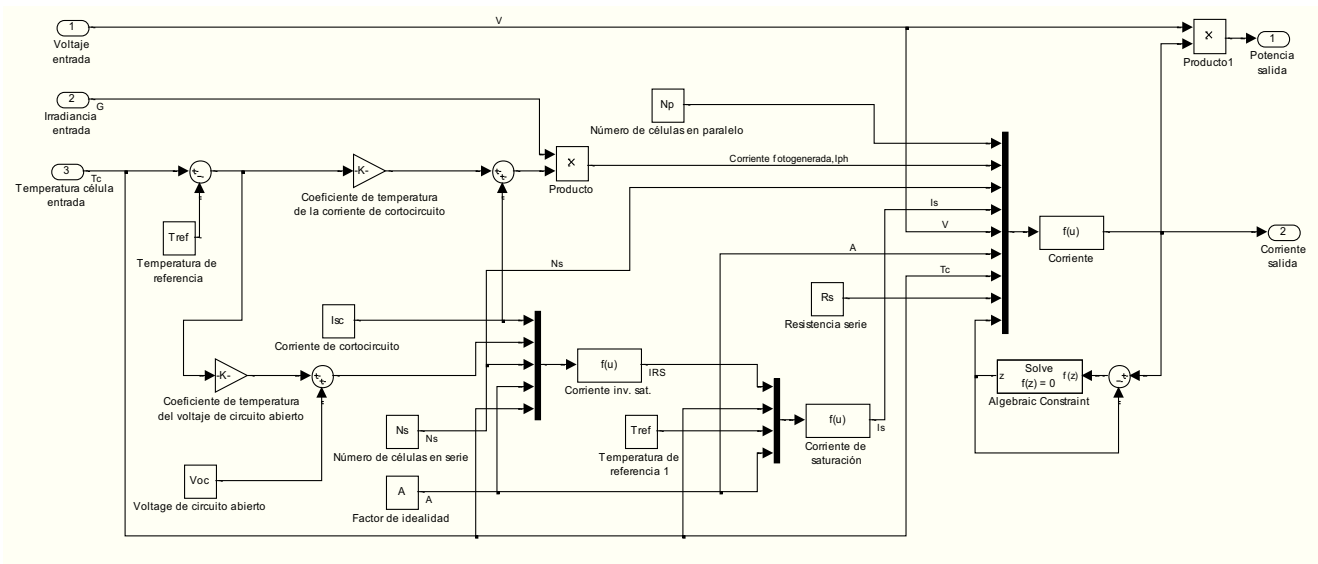 1
V
Voltaje
entrada
×
Producto1
1
Potencia
salida
2
G
Irradiancia
entrada
Np
Número de células en paralelo
3
Tc
Temperatura célula
entrada
-K-
Coeficiente de temperatura
de la corriente de cortocircuito
×
Producto
Corriente fotogenerada,Iph
Tref
Temperatura de
referencia
Ns
Is
V
A
Tc
f(u)
Corriente
2
Corriente
salida
Isc
Corriente de cortocircuito
Rs
Resistencia serie
-K-
Coeficiente de temperatura
del voltaje de circuito abierto
f(u)
IRS
Corriente inv. sat.
z
Solve
f(z) = 0
f(z)
Algebraic Constraint
Ns
Ns
Número de células en serie
Tref
Temperatura de
referencia 1
f(u)
Is
Corriente de
saturación
Voc
Voltage de circuito abierto
A
A
Factor de idealidad